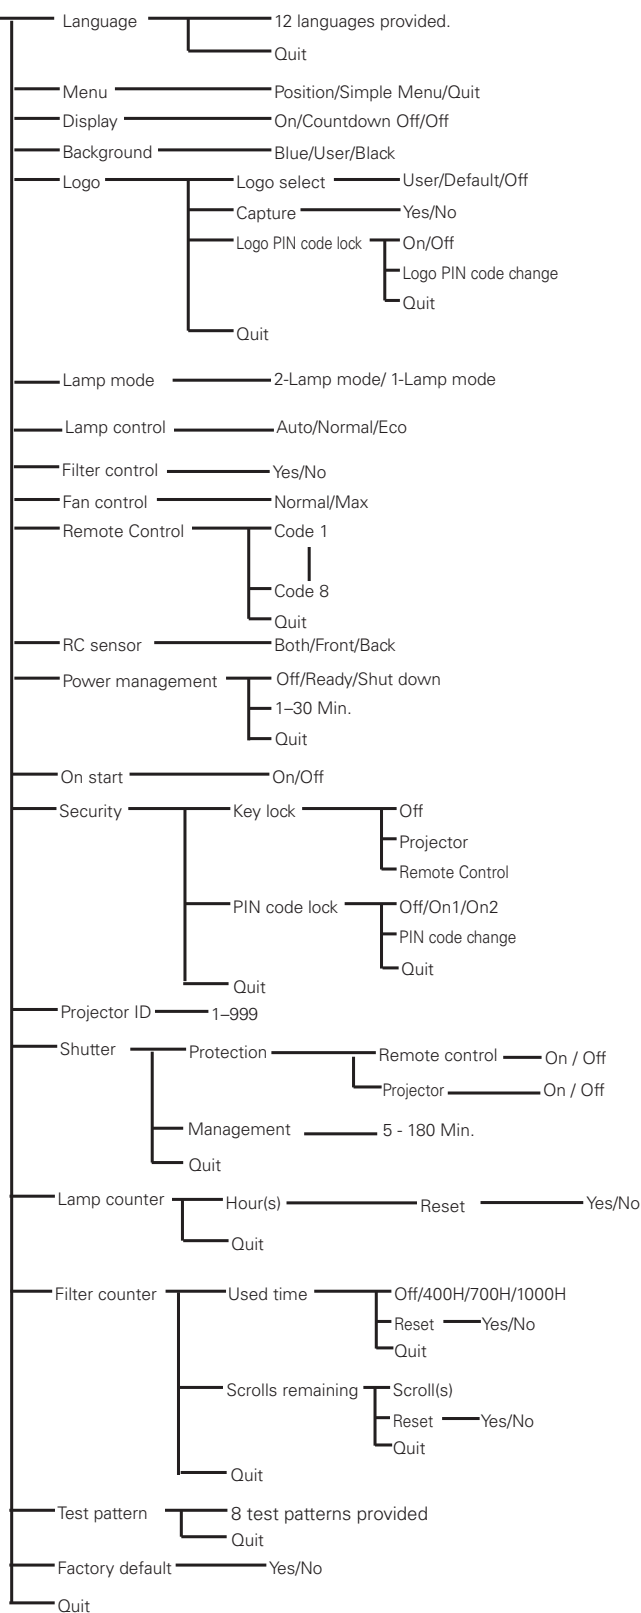 Language 12 languages provided.
Quit
Menu Position/Simple Menu/Quit
Display On/Countdown Off/Off
Background Blue/User/Black
Logo Logo select User/Default/Off
Capture Yes/No
Logo PIN code lock On/Off
Logo PIN code change
Quit
Quit
Lamp mode 2-Lamp mode/ 1-Lamp mode
Lamp control Auto/Normal/Eco
Filter control Yes/No
Fan control Normal/Max
Remote Control Code 1
Code 8
Quit
RC sensor Both/Front/Back
Power management Off/Ready/Shut down
1–30 Min.
Quit
On start On/Off
Security Key lock Off
Projector
Remote Control
PIN code lock Off/On1/On2
PIN code change
Quit
Quit
Projector ID 1–999
Shutter Protection Remote control On / Off
Projector On / Off
Management 5 - 180 Min.
Quit
Lamp counter Hour(s) Reset Yes/No
Quit
Filter counter Used time Off/400H/700H/1000H
Reset Yes/No
Quit
Scrolls remaining Scroll(s)
Reset Yes/No
Quit
Quit
Test pattern 8 test patterns provided
Quit
Factory default Yes/No
Quit